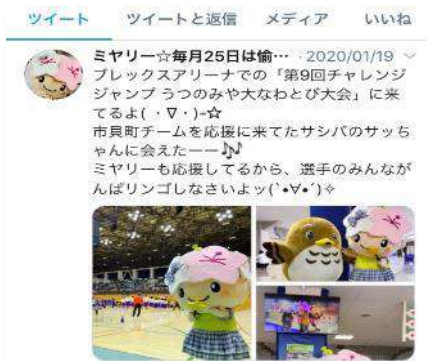 ツイート ツイートと返信 メディア いいね
ミヤリー☆毎月25日は愉… · 2020/01/19
ブレックスアリーナでの「第9回チャレンジ
ジャンプ うつのみや大なわとび大会」に来
てるよ( ・∇・)-☆
市貝町チームを応援に来てたサシバのサッち
ゃんに会えたーー🎶
ミヤリーも応援してるから、選手のみんなが
んばリンゴしなさいよッ(`•∀•´)✧